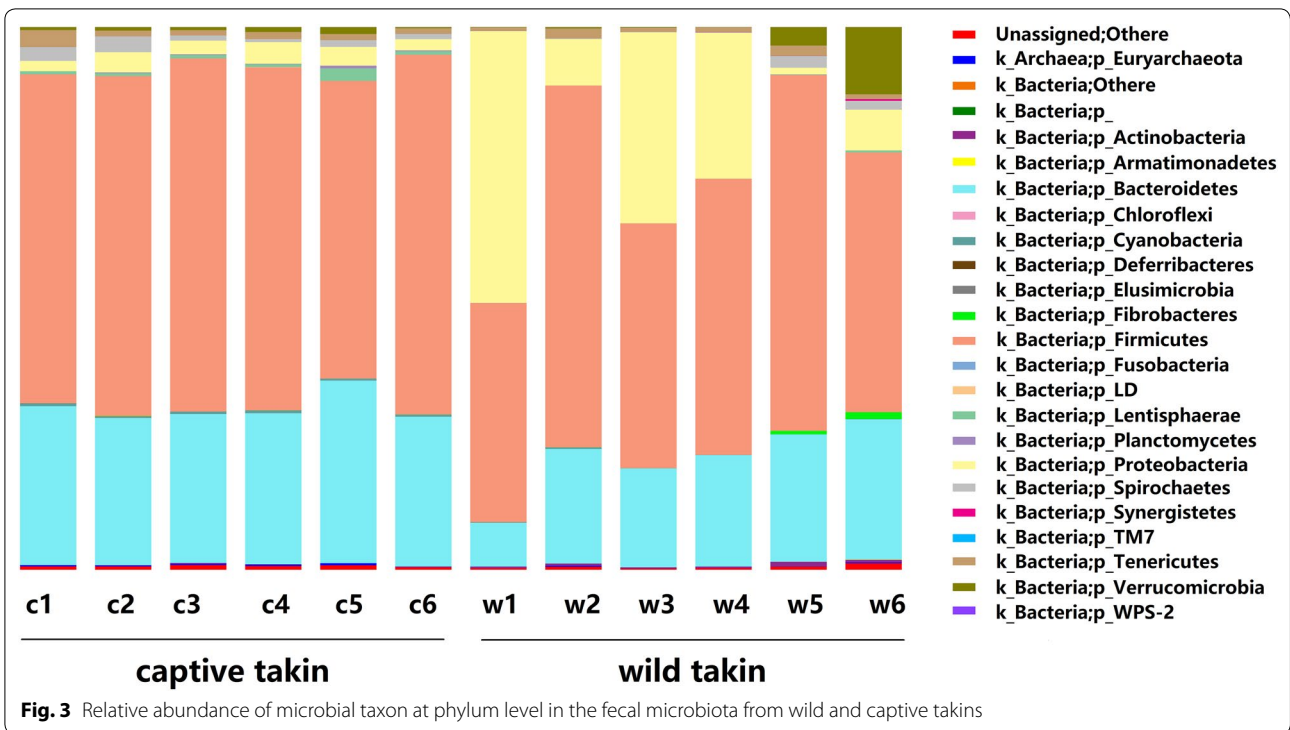 Unassigned;Othere
k_Archaea;p_Euryarchaeota
k_Bacteria;Othere
k_Bacteria;p_
k_Bacteria;p_Actinobacteria
k_Bacteria;p_Armatimonadetes
k_Bacteria;p_Bacteroidetes
k_Bacteria;p_Chloroflexi
k_Bacteria;p_Cyanobacteria
k_Bacteria;p_Deferribacteres
k_Bacteria;p_Elusimicrobia
k_Bacteria;p_Fibrobacteres
k_Bacteria;p_Firmicutes
k_Bacteria;p_Fusobacteria
k_Bacteria;p_LD
k_Bacteria;p_Lentisphaerae
k_Bacteria;p_Planctomycetes
k_Bacteria;p_Proteobacteria
k_Bacteria;p_Spirochaetes
k_Bacteria;p_Synergistetes
k_Bacteria;p_TM7
k_Bacteria;p_Tenericutes
k_Bacteria;p_Verrucomicrobia
k_Bacteria;p_WPS-2
c1 c2 c3 c4 c5 c6 w1 w2 w3 w4 w5 w6
captive takin wild takin
Fig. 3 Relative abundance of microbial taxon at phylum level in the fecal microbiota from wild and captive takins